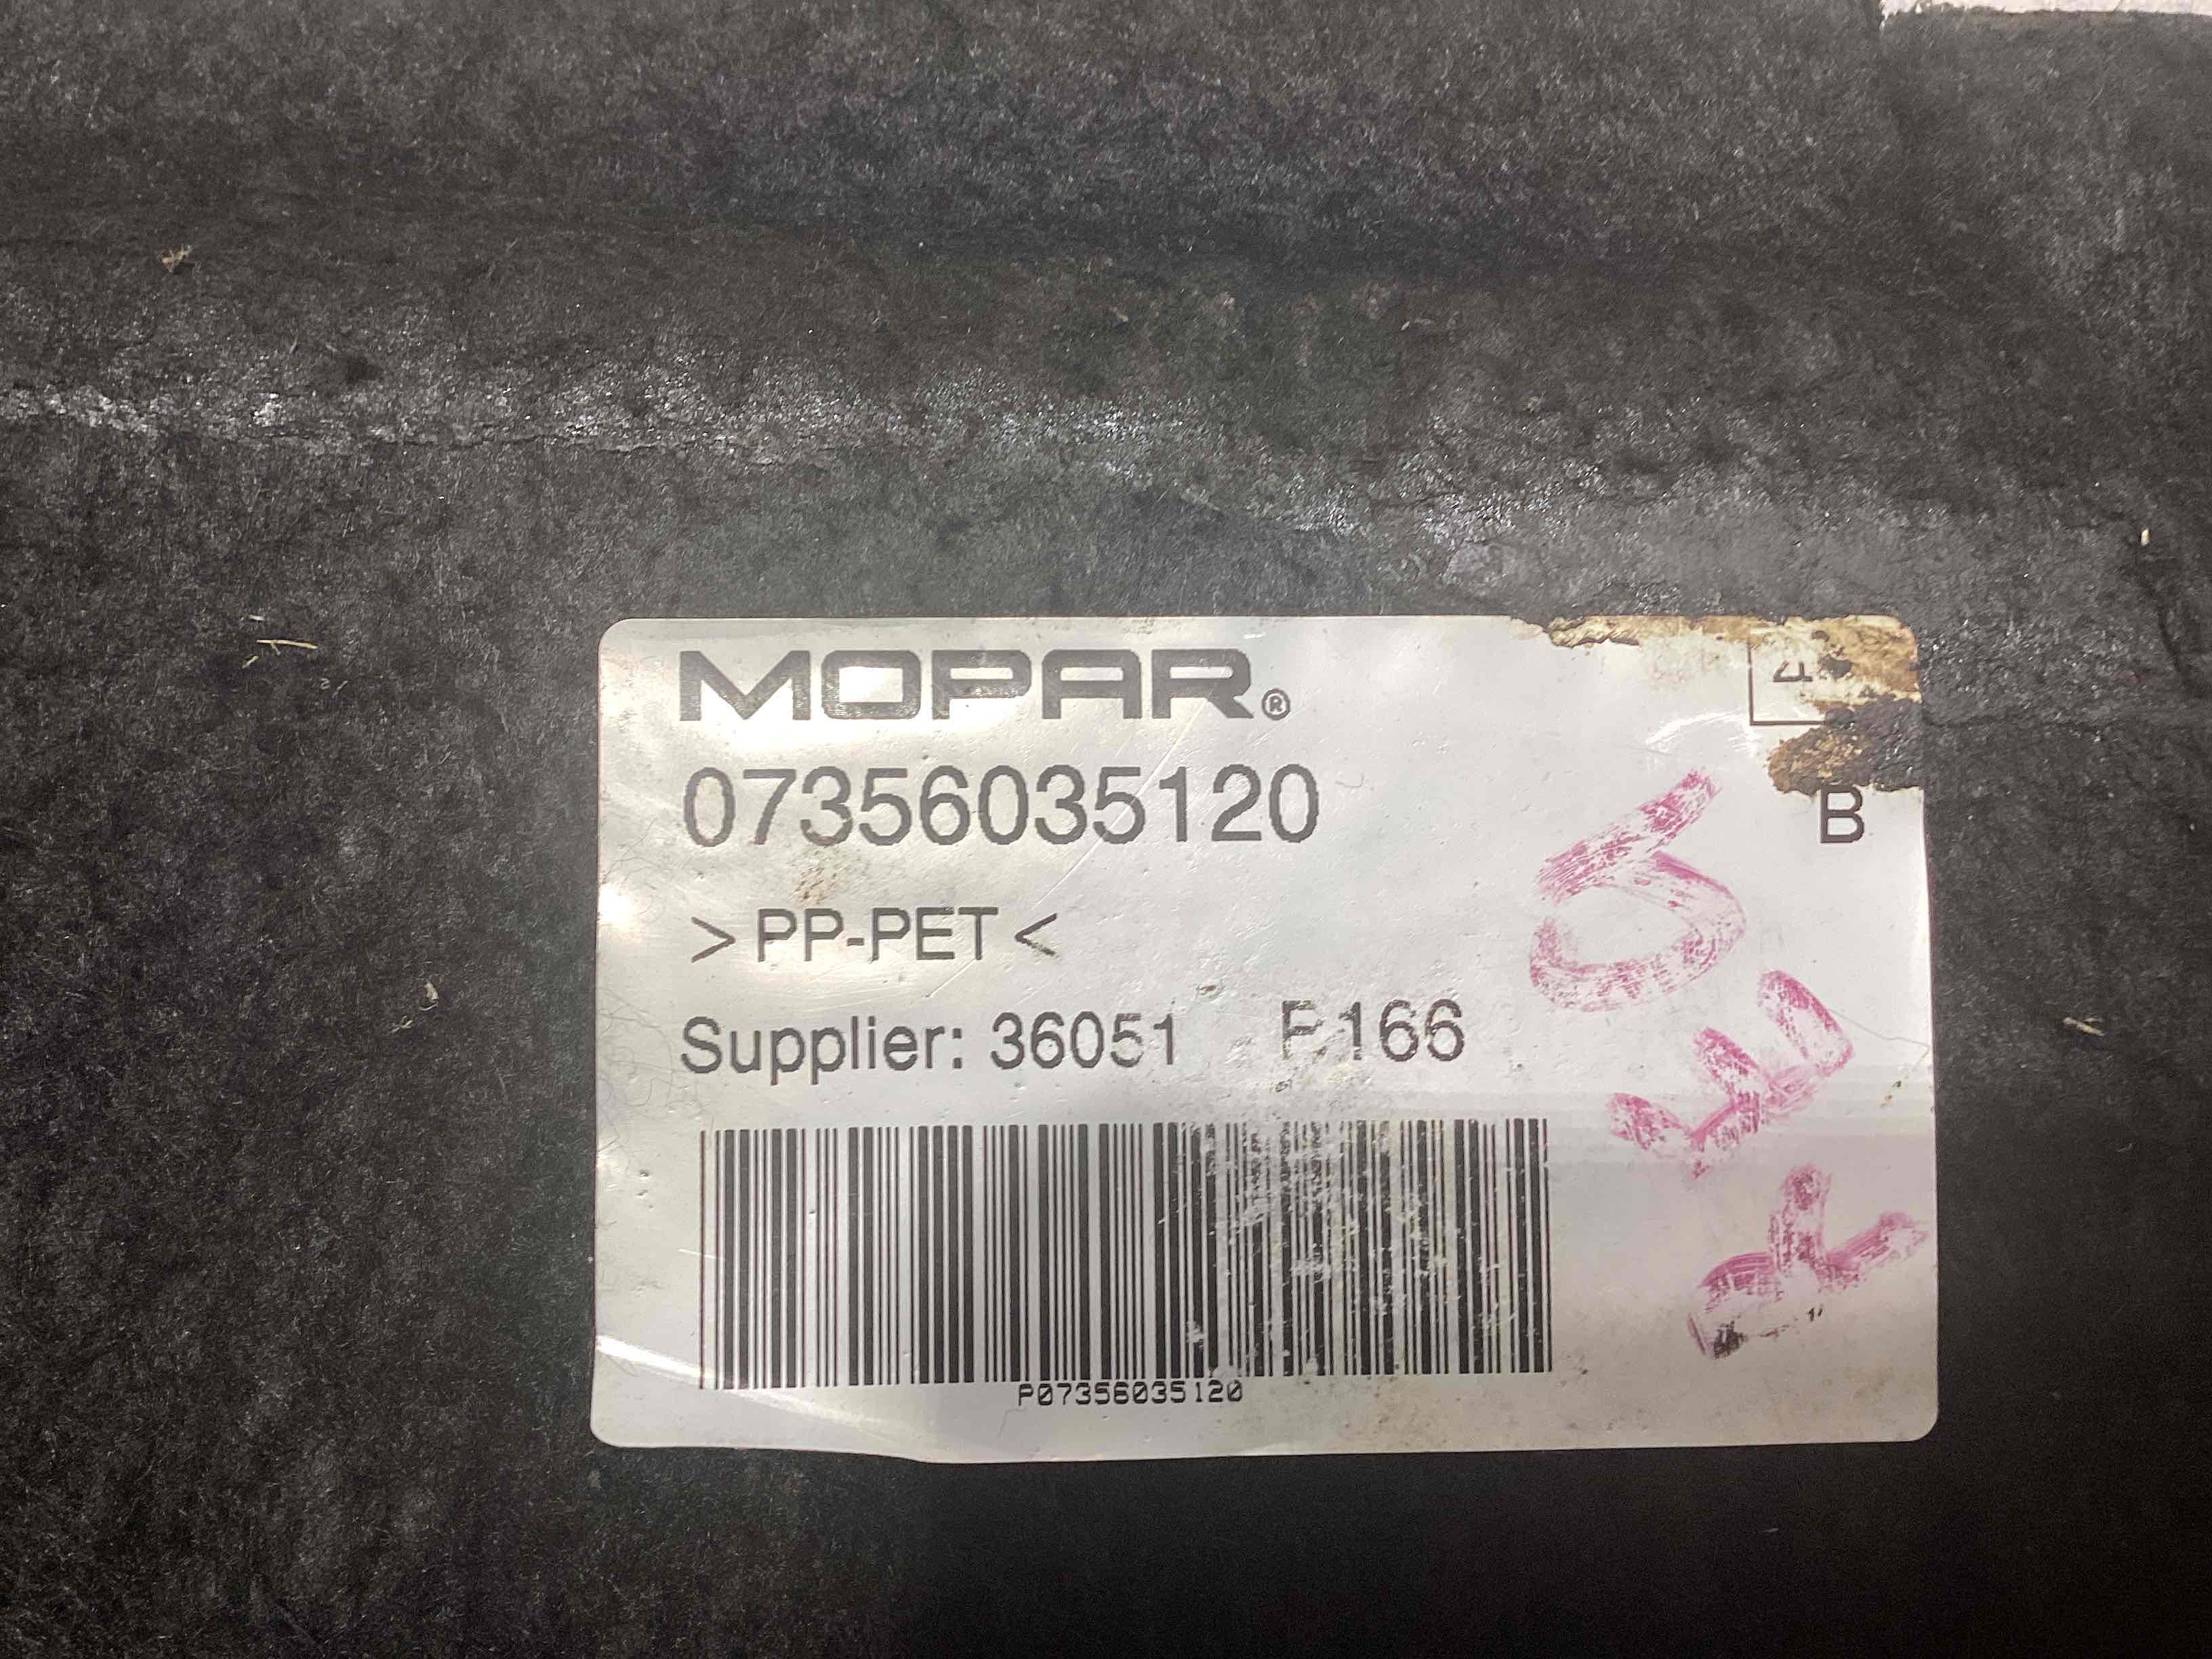 MOPAR®
07356035120
B
> PP-PET <
Supplier: 36051
P07356035120